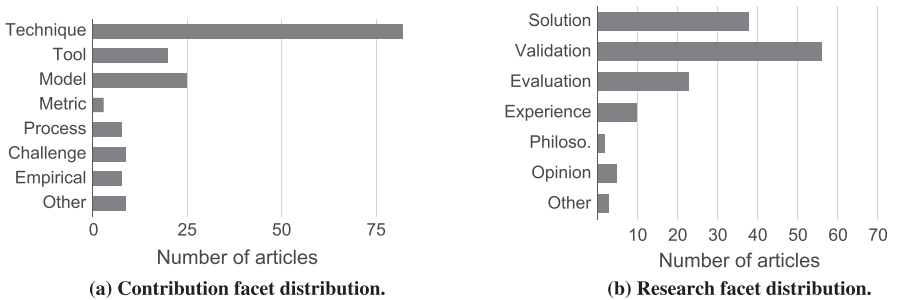 Technique
Tool
Model
Metric
Process
Challenge
Empirical
Other
0 25 50 75
Number of articles
(a) Contribution facet distribution.
Solution
Validation
Evaluation
Experience
Philoso.
Opinion
Other
10 20 30 40 50 60 70
Number of articles
(b) Research facet distribution.